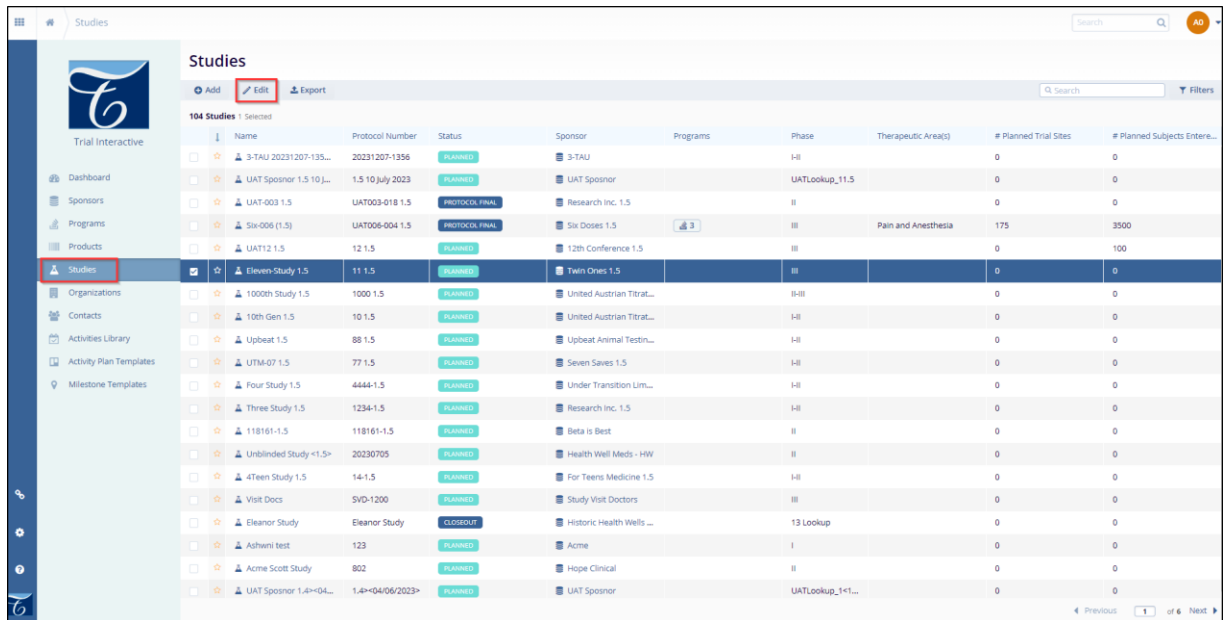 Studies
Search
AO
Trial Interactive
Dashboard
Sponsors
Programs
Products
Studies
Organizations
Contacts
Activities Library
Activity Plan Templates
Milestone Templates
Studies
Add Edit Export Search Filters
104 Studies 1 Selected
Name Protocol Number Status Sponsor Programs Phase Therapeutic Area(s) # Planned Trial Sites # Planned Subjects Entere...
3-TAU 20231207-135... 20231207-1356 PLANNED 3-TAU I-II 0 0
UAT Sposnor 1.5 10 J... 1.5 10 July 2023 PLANNED UAT Sposnor UATLookup_11.5 0 0
UAT-003 1.5 UAT003-018 1.5 PROTOCOL FINAL Research Inc. 1.5 II 0 0
Six-006 (1.5) UAT006-004 1.5 PROTOCOL FINAL Six Doses 1.5 3 III Pain and Anesthesia 175 3500
UAT12 1.5 12 1.5 PLANNED 12th Conference 1.5 III 0 100
Eleven-Study 1.5 11 1.5 PLANNED Twin Ones 1.5 III 0 0
1000th Study 1.5 1000 1.5 PLANNED United Austrian Titrat... II-III 0 0
10th Gen 1.5 10 1.5 PLANNED United Austrian Titrat... I-II 0 0
Upbeat 1.5 88 1.5 PLANNED Upbeat Animal Testin... I-II 0 0
UTM-07 1.5 77 1.5 PLANNED Seven Saves 1.5 I-II 0 0
Four Study 1.5 4444-1.5 PLANNED Under Transition Lim... I-II 0 0
Three Study 1.5 1234-1.5 PLANNED Research Inc. 1.5 I-II 0 0
118161-1.5 118161-1.5 PLANNED Beta is Best II 0 0
Unblinded Study <1.5> 20230705 PLANNED Health Well Meds - HW II 0 0
4Teen Study 1.5 14-1.5 PLANNED For Teens Medicine 1.5 I-II 0 0
Visit Docs SVD-1200 PLANNED Study Visit Doctors III 0 0
Eleanor Study Eleanor Study CLOSEOUT Historic Health Wells ... 13 Lookup 0 0
Ashwni test 123 PLANNED Acme I 0 0
Acme Scott Study 802 PLANNED Hope Clinical II 0 0
UAT Sposnor 1.4><04... 1.4><04/06/2023> PLANNED UAT Sposnor UATLookup_1<1... 0 0
Previous 1 of 6 Next